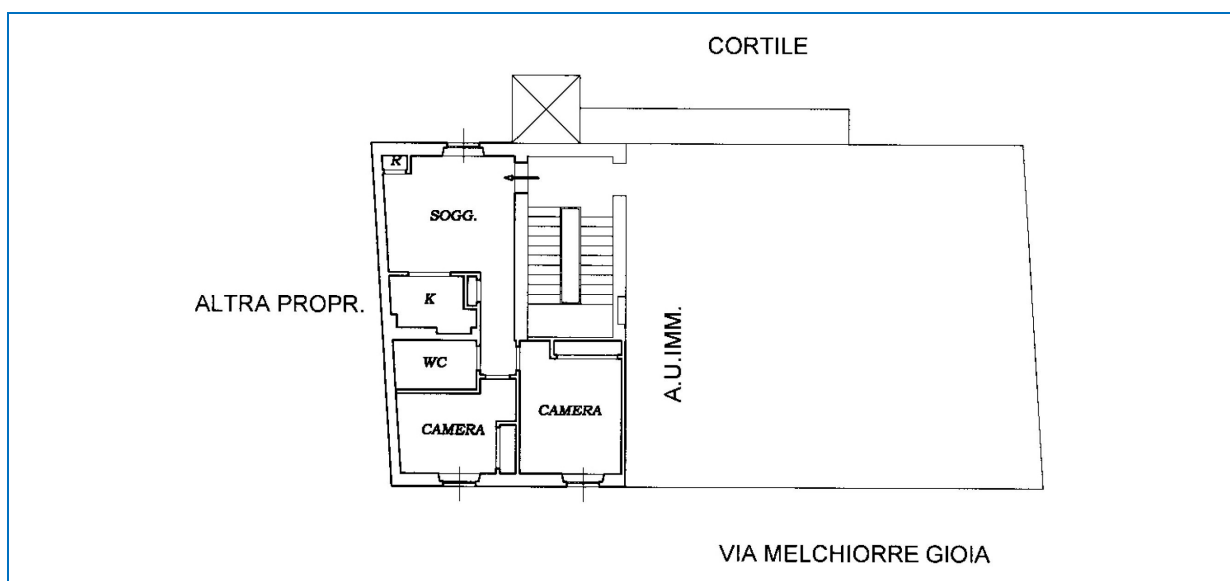 CORTILE
R
SOGG.
ALTRA PROPR.
K
WC
A.U.IMM.
CAMERA
CAMERA
VIA MELCHIORRE GIOIA